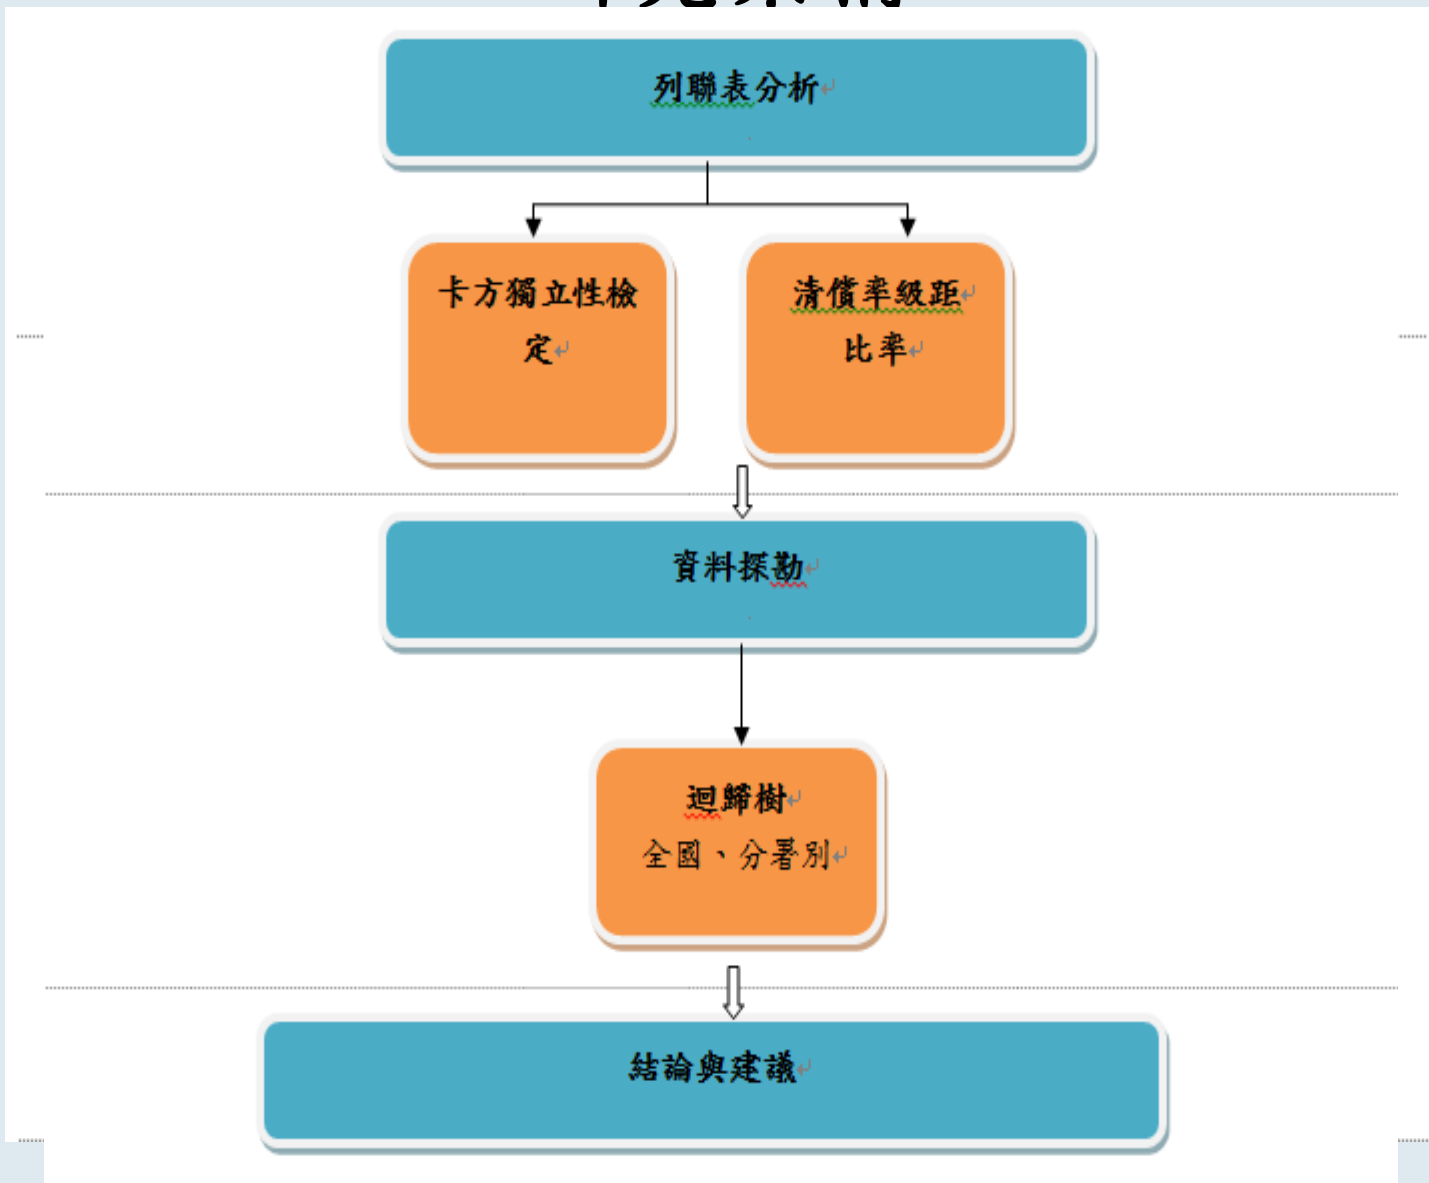 列聯表分析
卡方獨立性檢
定
清償率級距
比率
資料探勘
迴歸樹
全國、分署別
結論與建議